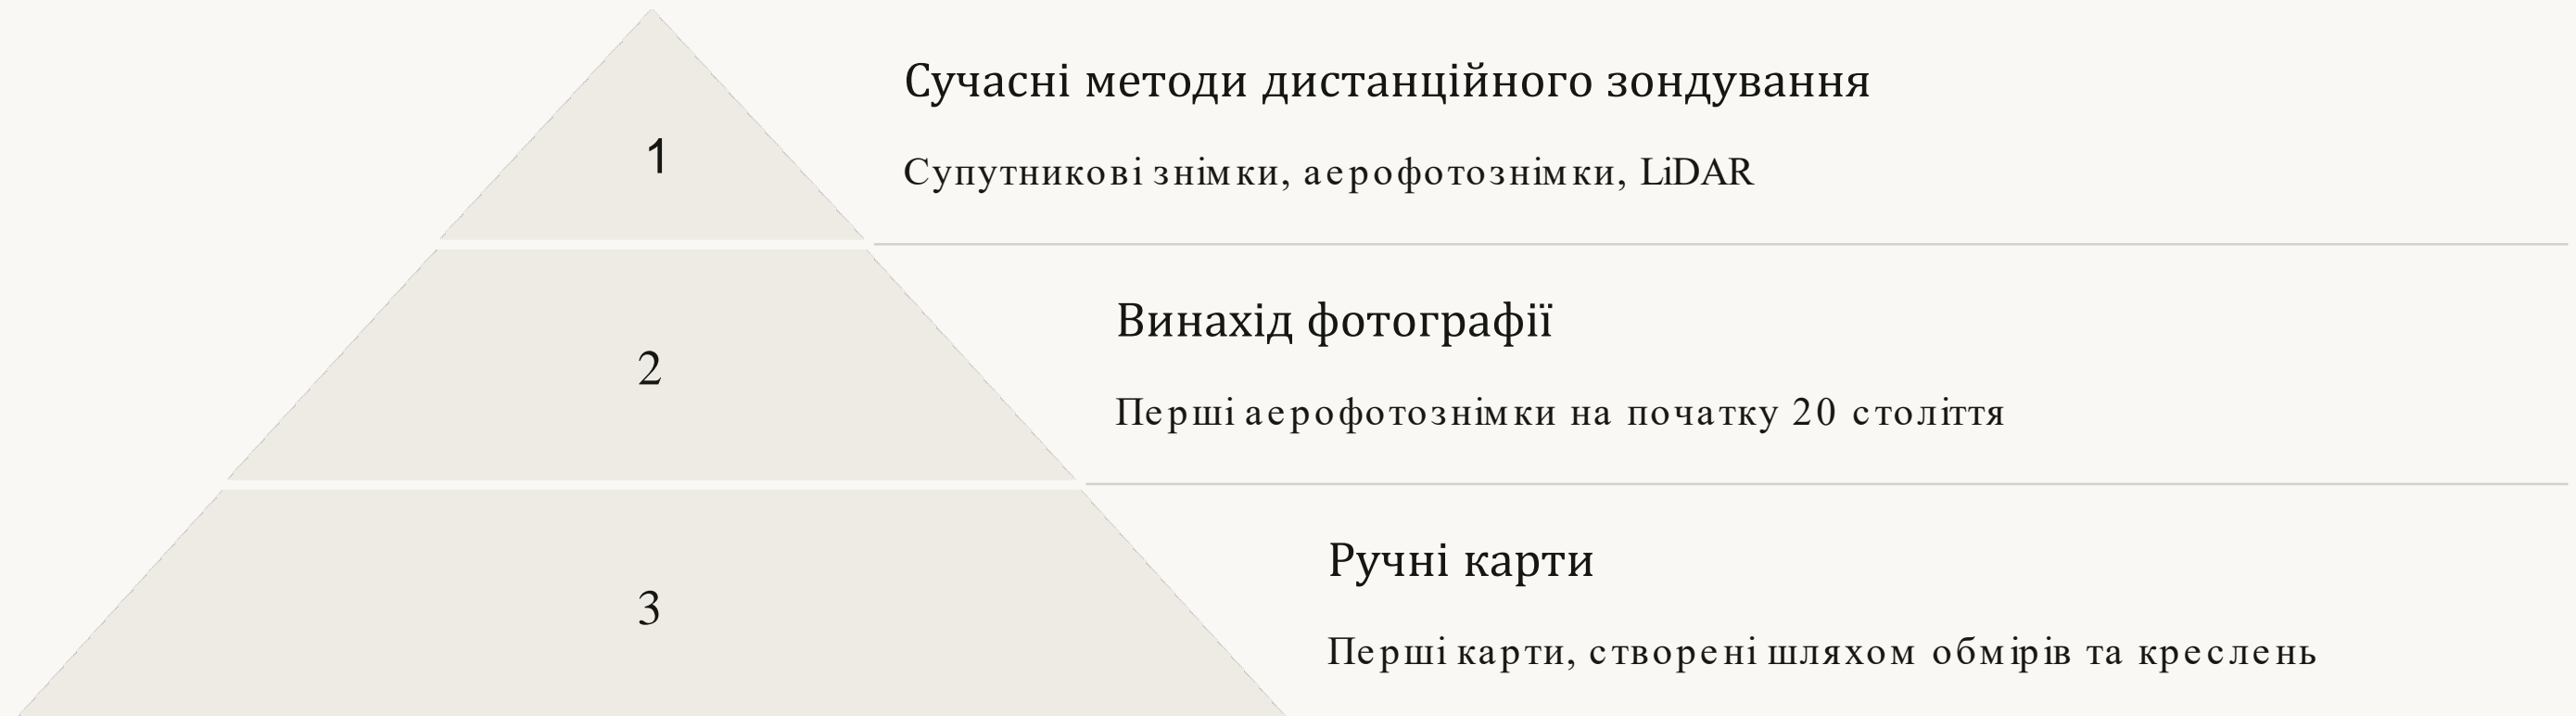 1
Сучасні методи дистанційного зондування
Супутникові знімки, аерофотознімки, LiDAR
2
Винахід фотографії
Перші аерофотознімки на початку 20 століття
3
Ручні карти
Перші карти, створені шляхом обмірів та креслень